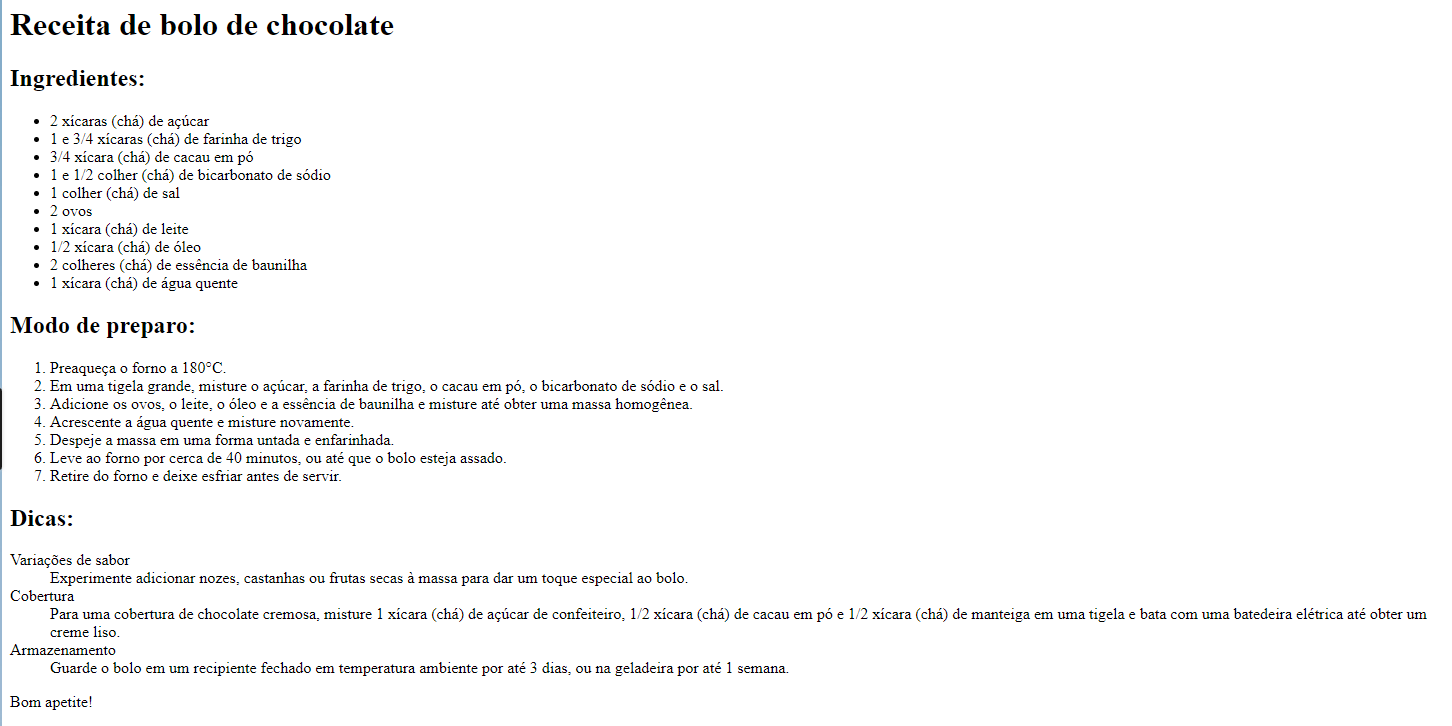 Receita de bolo de chocolate
Ingredientes:
2 xícaras (chá) de açúcar
1 e 3/4 xícaras (chá) de farinha de trigo
3/4 xícara (chá) de cacau em pó
1 e 1/2 colher (chá) de bicarbonato de sódio
1 colher (chá) de sal
2 ovos
1 xícara (chá) de leite
1/2 xícara (chá) de óleo
2 colheres (chá) de essência de baunilha
1 xícara (chá) de água quente
Modo de preparo:
1. Preaqueça o forno a 180°C.
2. Em uma tigela grande, misture o açúcar, a farinha de trigo, o cacau em pó, o bicarbonato de sódio e o sal.
3. Adicione os ovos, o leite, o óleo e a essência de baunilha e misture até obter uma massa homogênea.
4. Acrescente a água quente e misture novamente.
5. Despeje a massa em uma forma untada e enfarinhada.
6. Leve ao forno por cerca de 40 minutos, ou até que o bolo esteja assado.
7. Retire do forno e deixe esfriar antes de servir.
Dicas:
Variações de sabor
Experimente adicionar nozes, castanhas ou frutas secas à massa para dar um toque especial ao bolo.
Cobertura
Para uma cobertura de chocolate cremosa, misture 1 xícara (chá) de açúcar de confeiteiro, 1/2 xícara (chá) de cacau em pó e 1/2 xícara (chá) de manteiga em uma tigela e bata com uma batedeira elétrica até obter um
creme liso.
Armazenamento
Guarde o bolo em um recipiente fechado em temperatura ambiente por até 3 dias, ou na geladeira por até 1 semana.
Bom apetite!